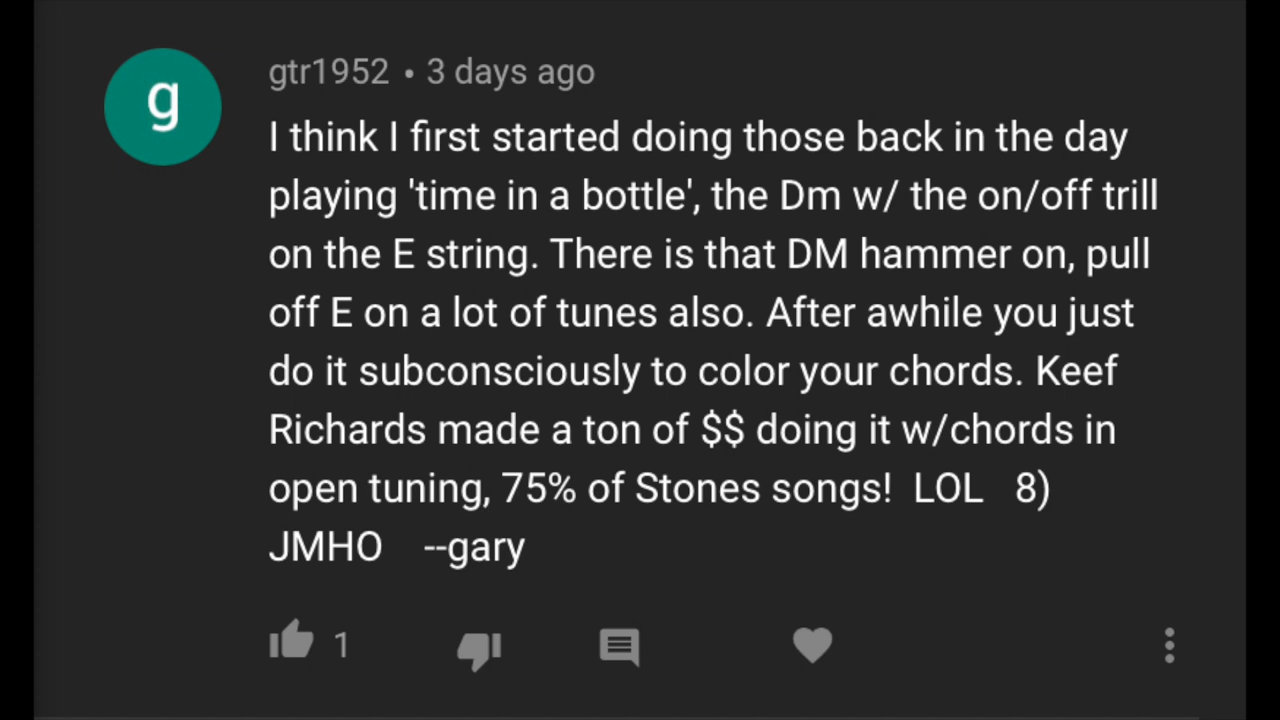 g
gtr1952 • 3 days ago
I think I first started doing those back in the day
playing 'time in a bottle', the Dm w/ the on/off trill
on the E string. There is that DM hammer on, pull
off E on a lot of tunes also. After awhile you just
do it subconsciously to color your chords. Keef
Richards made a ton of $$ doing it w/chords in
open tuning, 75% of Stones songs!  LOL   8)
JMHO    --gary
1